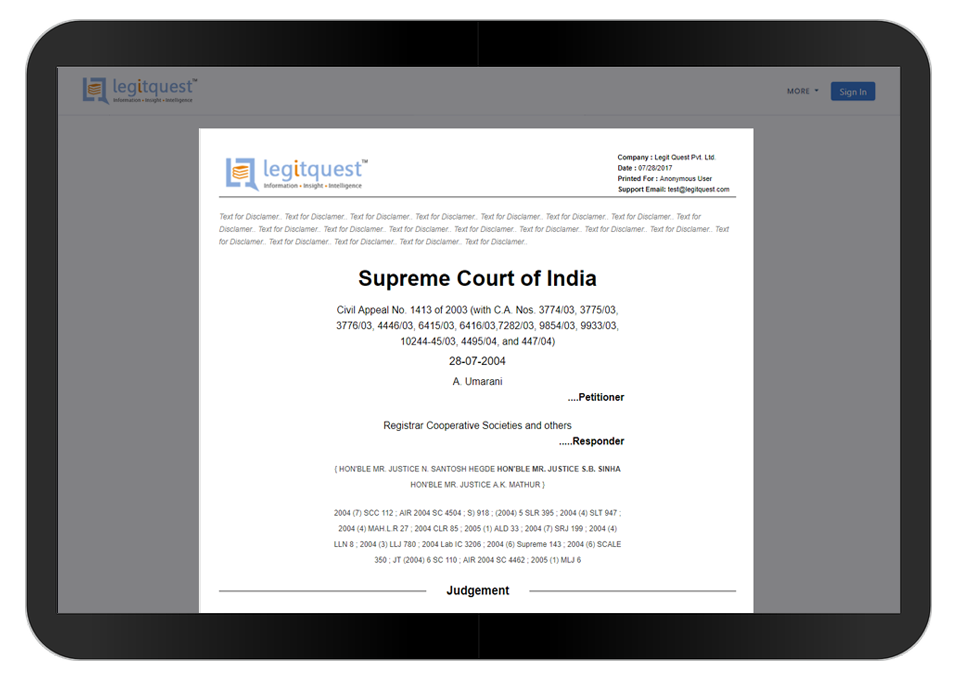 legitquest™
Information • Insight • Intelligence
MORE
Sign In
legitquest™
Information • Insight • Intelligence
Company : Legit Quest Pvt. Ltd.
Date : 07/28/2017
Printed For : Anonymous User
Support Email: test@legitquest.com
Text for Disclamer.. Text for Disclamer.. Text for Disclamer.. Text for Disclamer.. Text for Disclamer.. Text for Disclamer.. Text for Disclamer.. Text for
Disclamer.. Text for Disclamer.. Text for Disclamer.. Text for Disclamer.. Text for Disclamer.. Text for Disclamer.. Text for Disclamer.. Text for Disclamer.. Text
for Disclamer.. Text for Disclamer.. Text for Disclamer.. Text for Disclamer.. Text for Disclamer..
Supreme Court of India
Civil Appeal No. 1413 of 2003 (with C.A. Nos. 3774/03, 3775/03,
3776/03, 4446/03, 6415/03, 6416/03,7282/03, 9854/03, 9933/03,
10244-45/03, 4495/04, and 447/04)
28-07-2004
A. Umarani
....Petitioner
Registrar Cooperative Societies and others
.....Responder
{ HON'BLE MR. JUSTICE N. SANTOSH HEGDE HON'BLE MR. JUSTICE S.B. SINHA
HON'BLE MR. JUSTICE A.K. MATHUR }
2004 (7) SCC 112 ; AIR 2004 SC 4504 ; S) 918 ; (2004) 5 SLR 395 ; 2004 (4) SLT 947 ;
2004 (4) MAH.L.R 27 ; 2004 CLR 85 ; 2005 (1) ALD 33 ; 2004 (7) SRJ 199 ; 2004 (4)
LLN 8 ; 2004 (3) LLJ 780 ; 2004 Lab IC 3206 ; 2004 (6) Supreme 143 ; 2004 (6) SCALE
350 ; JT (2004) 6 SC 110 ; AIR 2004 SC 4462 ; 2005 (1) MLJ 6
Judgement